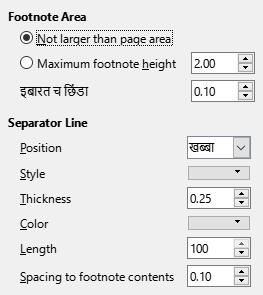 Footnote Area
Not larger than page area
Maximum footnote height 2.00
इबारत च छिंडा 0.10
Separator Line
Position खब्बा
Style
Thickness 0.25
Color
Length 100
Spacing to footnote contents 0.10